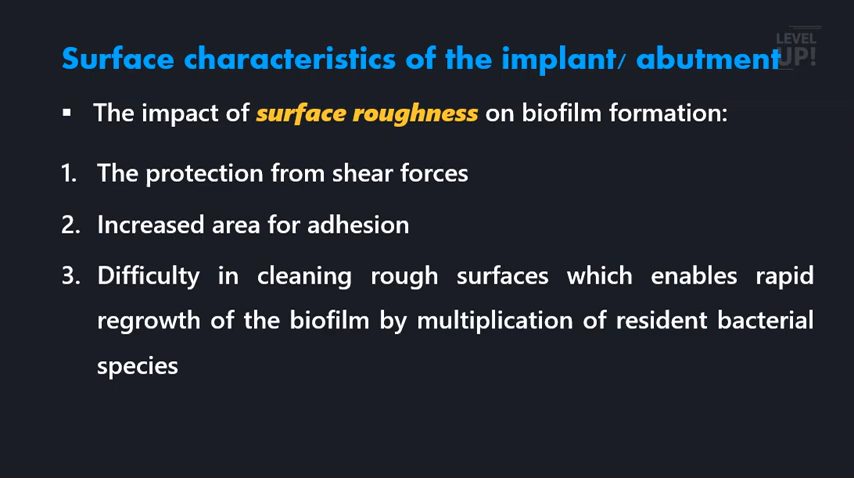 LEVEL
UP!
Surface characteristics of the implant/ abutment
▪ The impact of surface roughness on biofilm formation:
1. The protection from shear forces
2. Increased area for adhesion
3. Difficulty in cleaning rough surfaces which enables rapid
regrowth of the biofilm by multiplication of resident bacterial
species